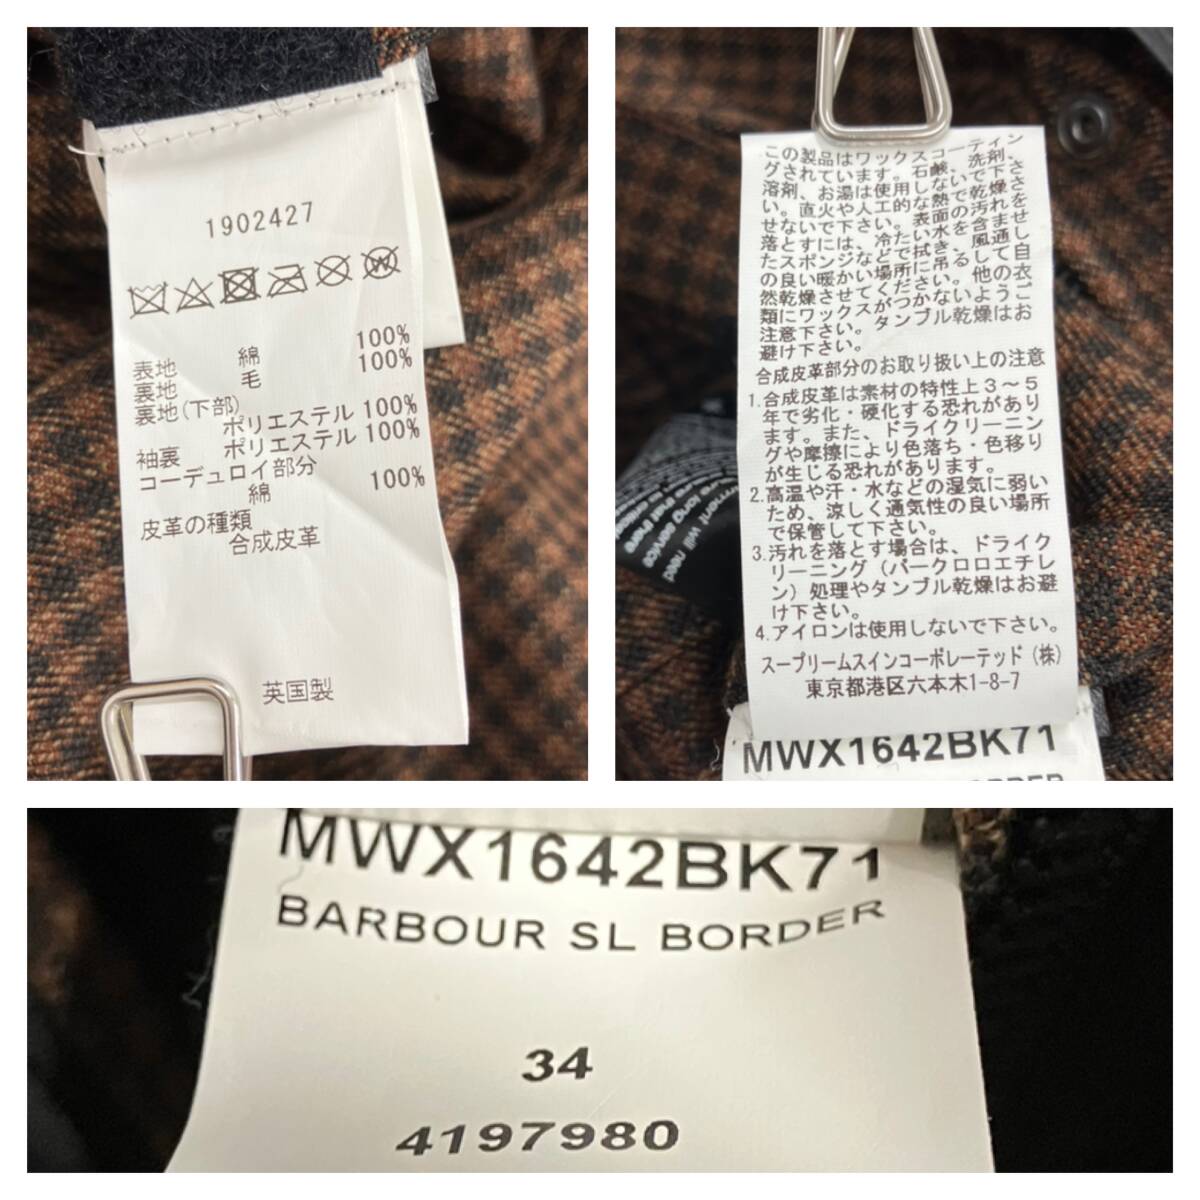 1902427
表地 綿 100%
裏地 毛 100%
裏地(下部)
ポリエステル 100%
袖裏 ポリエステル 100%
コーデュロイ部分
綿 100%
皮革の種類
合成皮革
英国製
この製品はワックスコーティン
グされています。石鹸、洗剤、
溶剤、お湯は使用しないで下さ
い。直火や人工的な熱で乾燥さ
せないで下さい。表面の汚れを
落とすには、冷たい水を含ませ
たスポンジなどで拭き、風通し
の良い暖かい場所に吊るして自
然乾燥させてください。他の衣
類にワックスがつかないようご
注意下さい。タンブル乾燥はお
避け下さい。
合成皮革部分のお取り扱い上の注意
1.合成皮革は素材の特性上3～5
年で劣化・硬化する恐れがあり
ます。また、ドライクリーニン
グや摩擦により色落ち・色移り
が生じる恐れがあります。
2.高温や汗・水などの湿気に弱い
ため、涼しく通気性の良い場所
で保管して下さい。
3.汚れを落とす場合は、ドライク
リーニング（パークロロエチレ
ン）処理やタンブル乾燥はお避
け下さい。
4.アイロンは使用しないで下さい。
スープリームスインコーポレーテッド（株）
東京都港区六本木1-8-7
MWX1642BK71
MWX1642BK71
BARBOUR SL BORDER
34
4197980